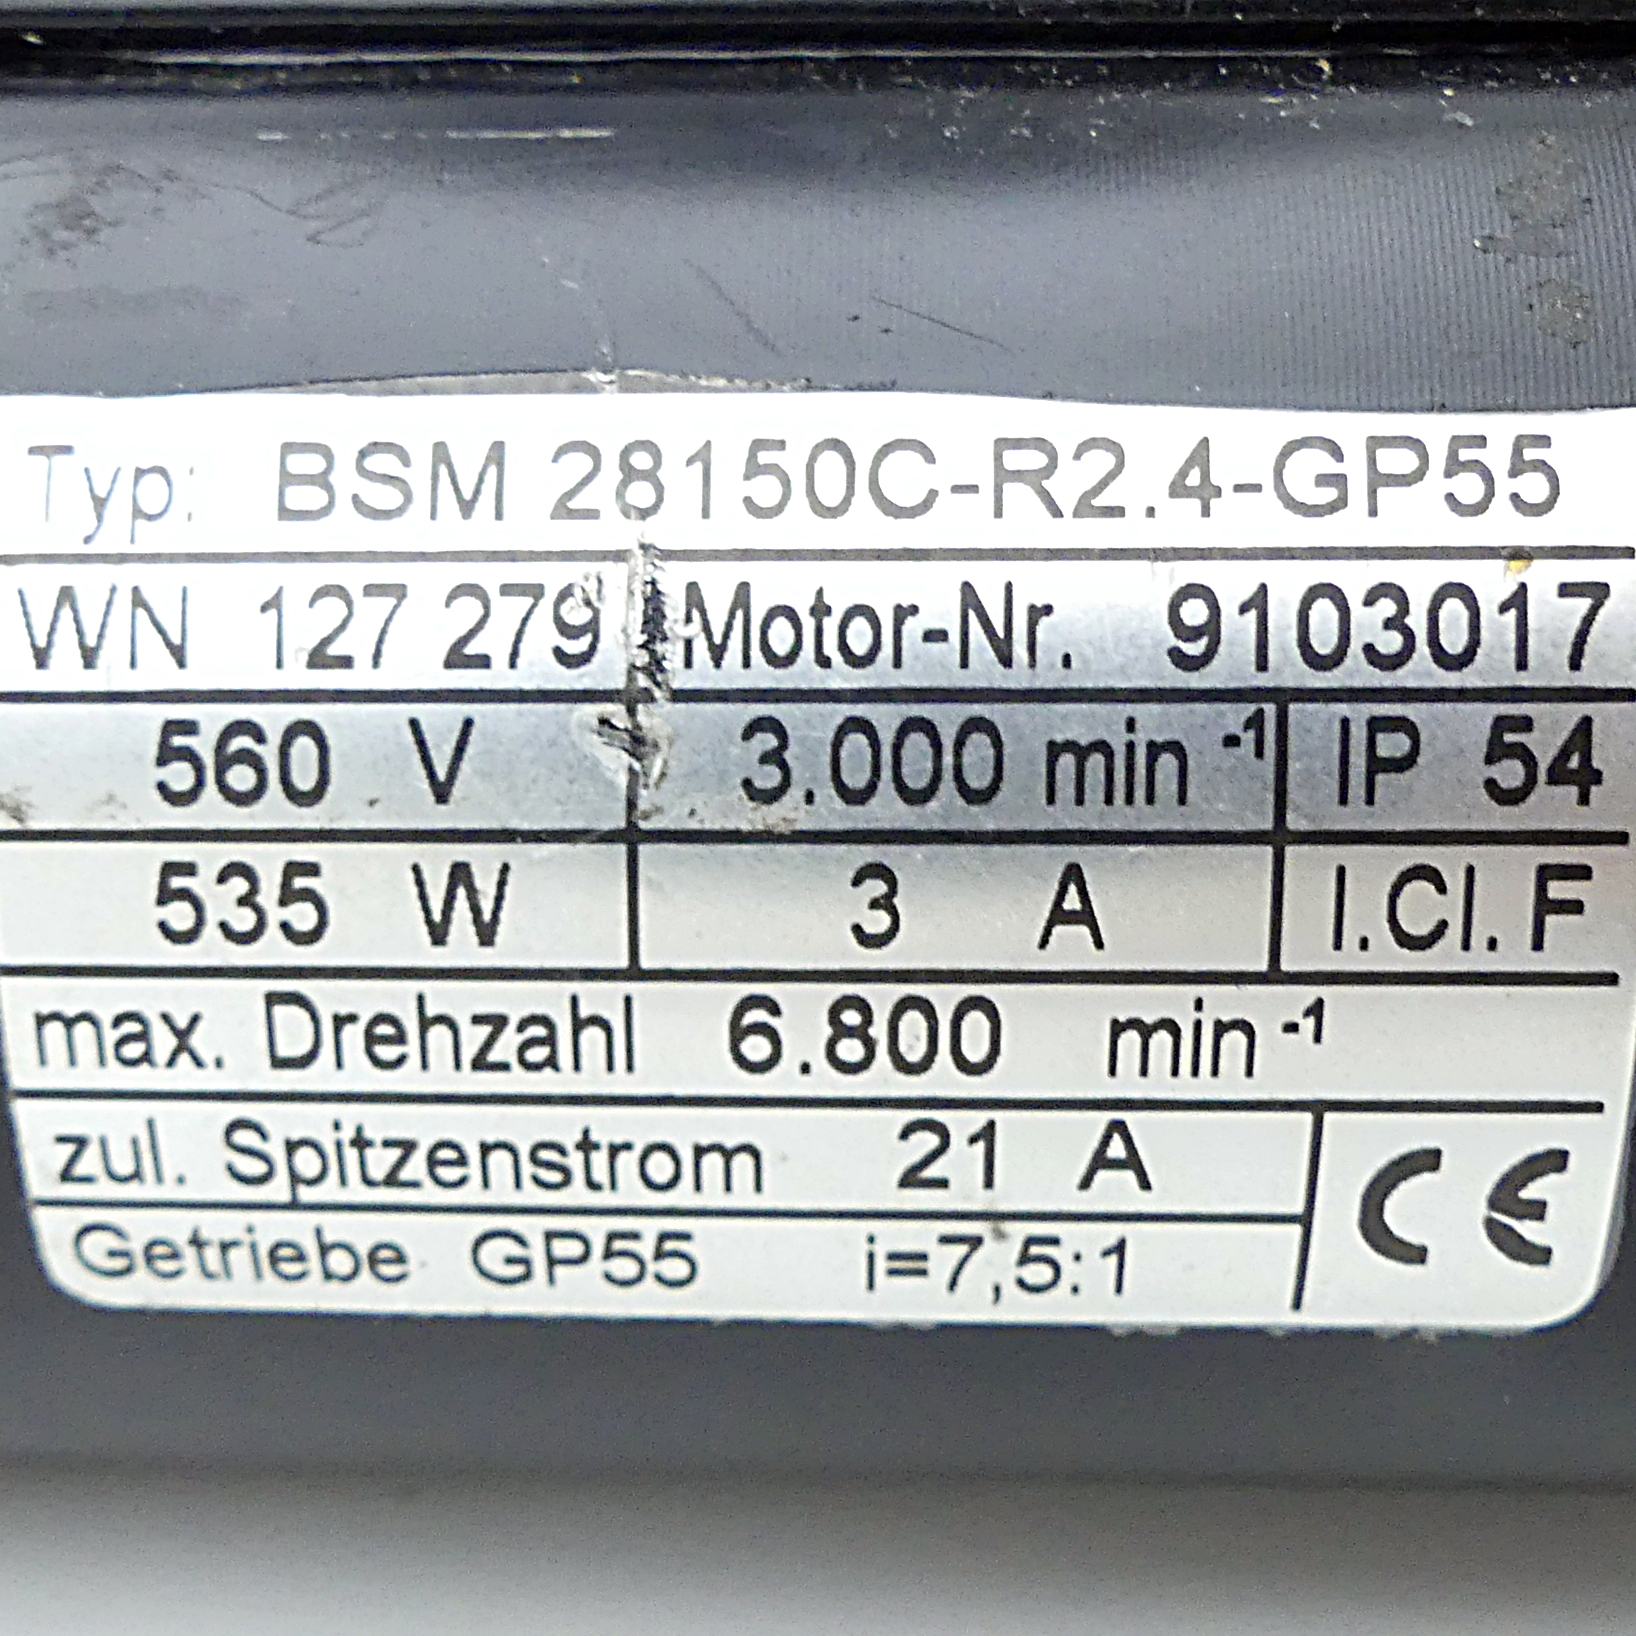 Typ: BSM 28150C-R2.4-GP55
WN 127 279 Motor-Nr. 9103017
560 V 3.000 min⁻¹ IP 54
535 W 3 A I.Cl. F
max. Drehzahl 6.800 min⁻¹
zul. Spitzenstrom 21 A
CE
Getriebe GP55 i=7,5:1